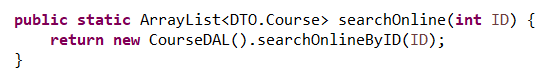 public static ArrayList<DTO.Course> searchOnline(int ID) {
    return new CourseDAL().searchOnlineByID(ID);
}